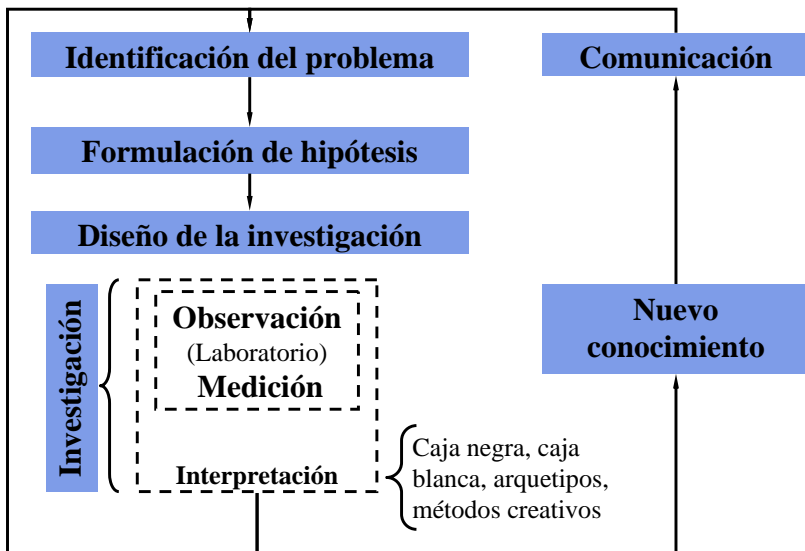 Identificación del problema
Comunicación
Formulación de hipótesis
Diseño de la investigación
Investigación
Observación
(Laboratorio)
Medición
Interpretación
Caja negra, caja
blanca, arquetipos,
métodos creativos
Nuevo
conocimiento